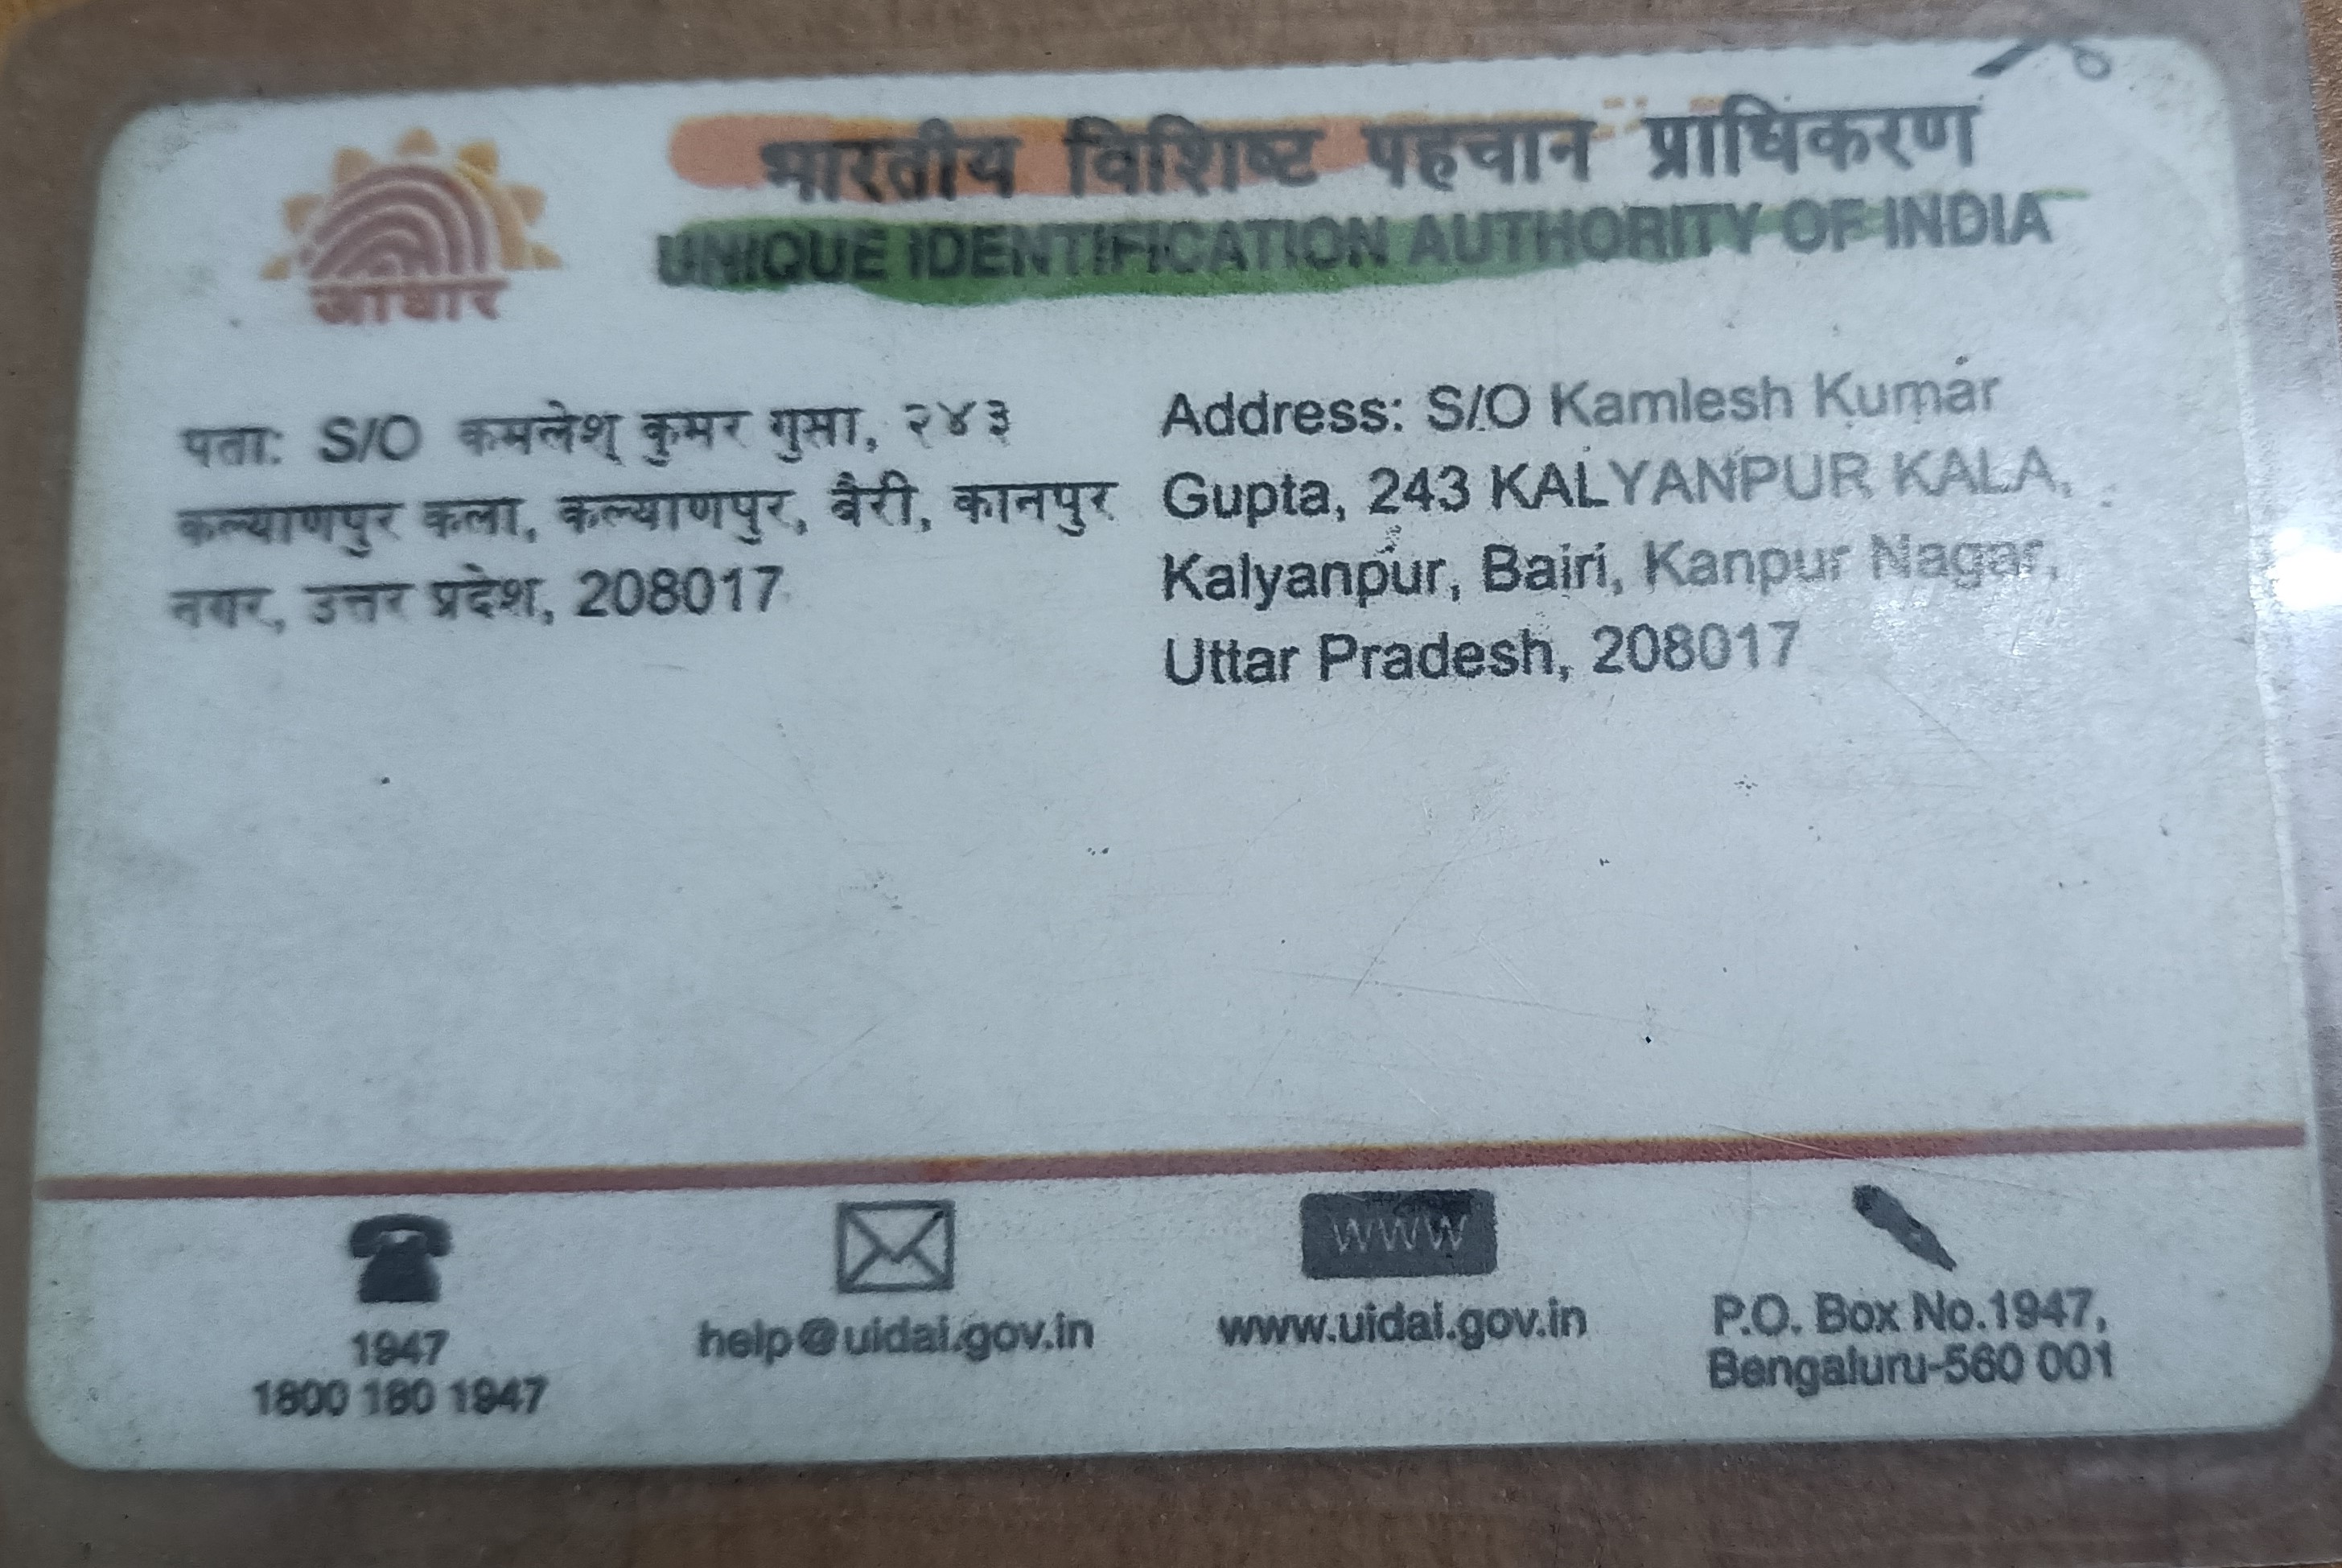 भारतीय विशिष्ट पहचान प्राधिकरण
UNIQUE IDENTIFICATION AUTHORITY OF INDIA
आधार
पता: S/O कमलेश् कुमर गुप्ता, २४३
कल्याणपुर कला, कल्याणपुर, बैरी, कानपुर
नगर, उत्तर प्रदेश, 208017
Address: S/O Kamlesh Kumar
Gupta, 243 KALYANPUR KALA,
Kalyanpur, Bairi, Kanpur Nagar,
Uttar Pradesh, 208017
1947
1800 180 1947
help@uidai.gov.in
WWW
www.uidai.gov.in
P.O. Box No.1947,
Bengaluru-560 001